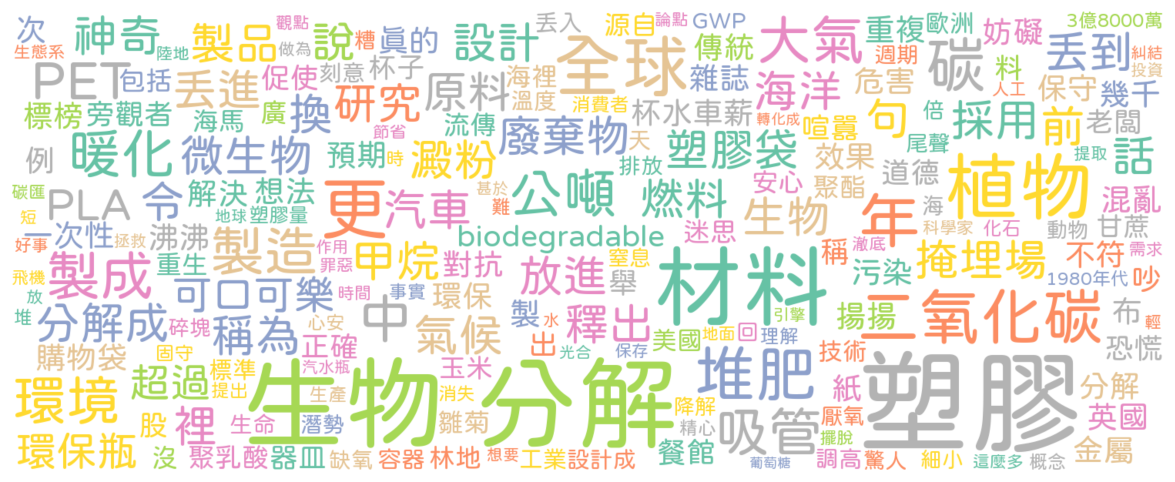 次 神奇 觀點 陸地 製品 說 糟 做為 眞的 設計 丟入 源自 論點 GWP 重複 歐洲 妨礙 3億8000萬
生態系 PET 包括 丟進 促使 刻意 杯子 原料 海裡 溫度 全球 傳統 雜誌 大氣 週期 碳 料 人工 丟到 糾結 投資
標榜 旁觀者 海馬 廣 換 研究 流傳 消費者 杯水車薪 轉化成 海洋 危害 保守 幾千
例 暖化 微生物 預期 節省 時 澱粉 廢棄物 天 排放 塑膠袋 喧囂 效果 句 倍 尾聲 採用 前 老闆 提取 話
碳匯 PLA 令 解決 想法 更 汽車 甚於 難 公噸 燃料 安心 聚酯 道德 海 植物 混亂
短 一次性 拯救 沸沸 地球 塑膠量 biodegradable 迷思 生物 年 科學家 化石 動物 甘蔗
好事 重生 製造 作用 罪惡 甲烷 對抗 放進 舉 窒息 材料 稱 澈底 污染 掩埋場 不符 需求
飛機 放 製成 可口可樂 時間 事實 環保 製 釋出 引擎 二氧化碳 1980年代 吵
堆 分解成 碎塊 稱為 心安 中 氣候 水 出 美國 地面 回 理解 揚揚 布 輕
購物袋 固守 標準 正確 汽水瓶 玉米 光合 保存 堆肥 技術 恐慌
環境 超過 提出 生物分解 生產 消失 紙 塑膠 分解
股 裡 生命 潛勢 雛菊 降解 精心 吸管 厭氧 擺脫 英國
環保瓶 沒 聚乳酸 器皿 缺氧 容器 林地 想要 工業 設計成 餐館 葡萄糖 調高 驚人 細小 這麼多 概念 金屬